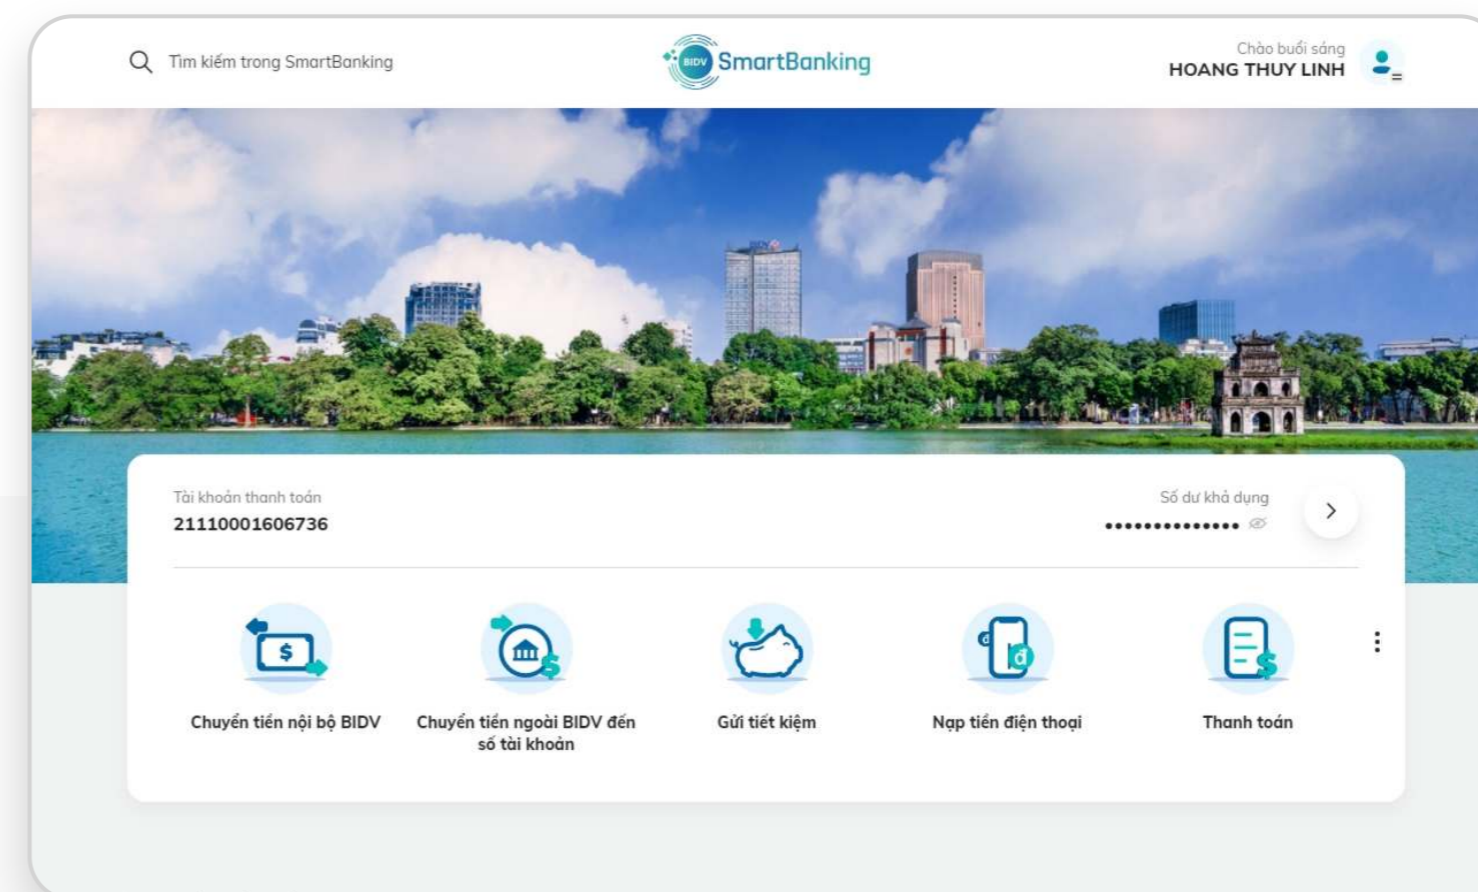 Tìm kiếm trong SmartBanking
BIDV SmartBanking
Chào buổi sáng
HOANG THUY LINH
Tài khoản thanh toán
21110001606736
Số dư khả dụng
••••••••••••••
Chuyển tiền nội bộ BIDV
Chuyển tiền ngoài BIDV đến
số tài khoản
Gửi tiết kiệm
Nạp tiền điện thoại
Thanh toán